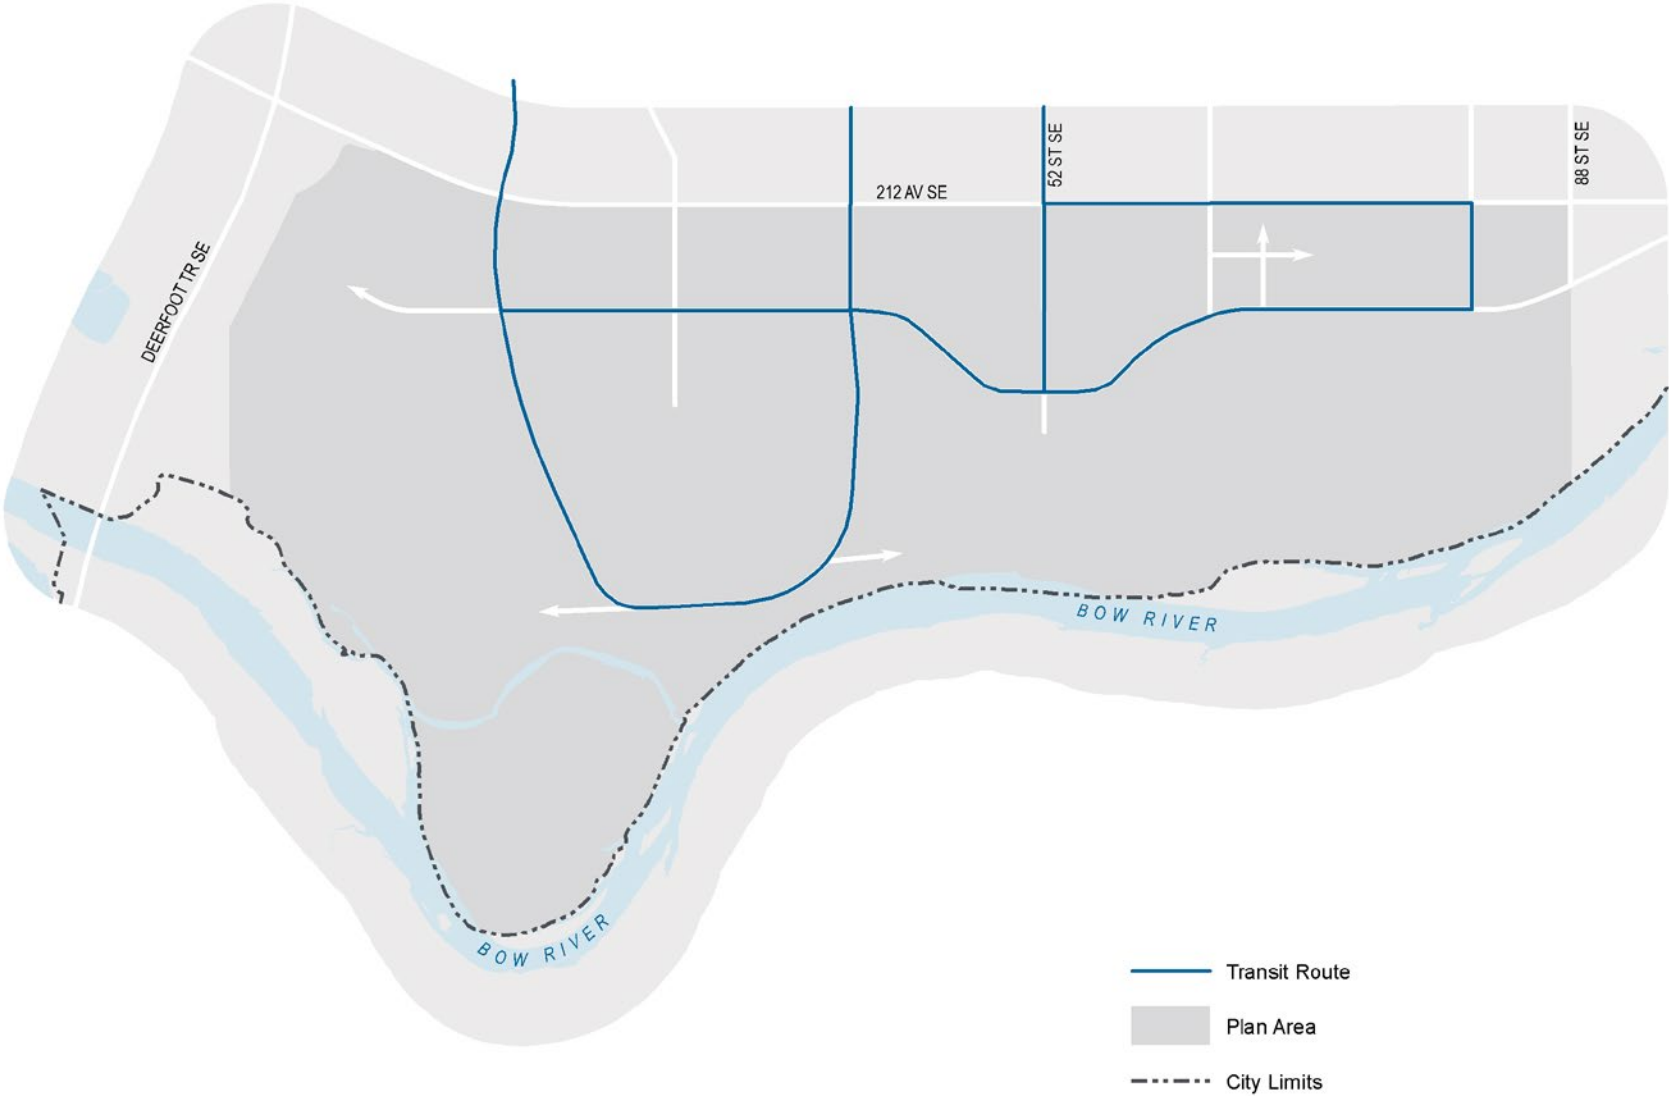 52 ST SE
88 ST SE
212 AV SE
DEERFOOT TR SE
BOW RIVER
BOW RIVER
Transit Route
Plan Area
City Limits